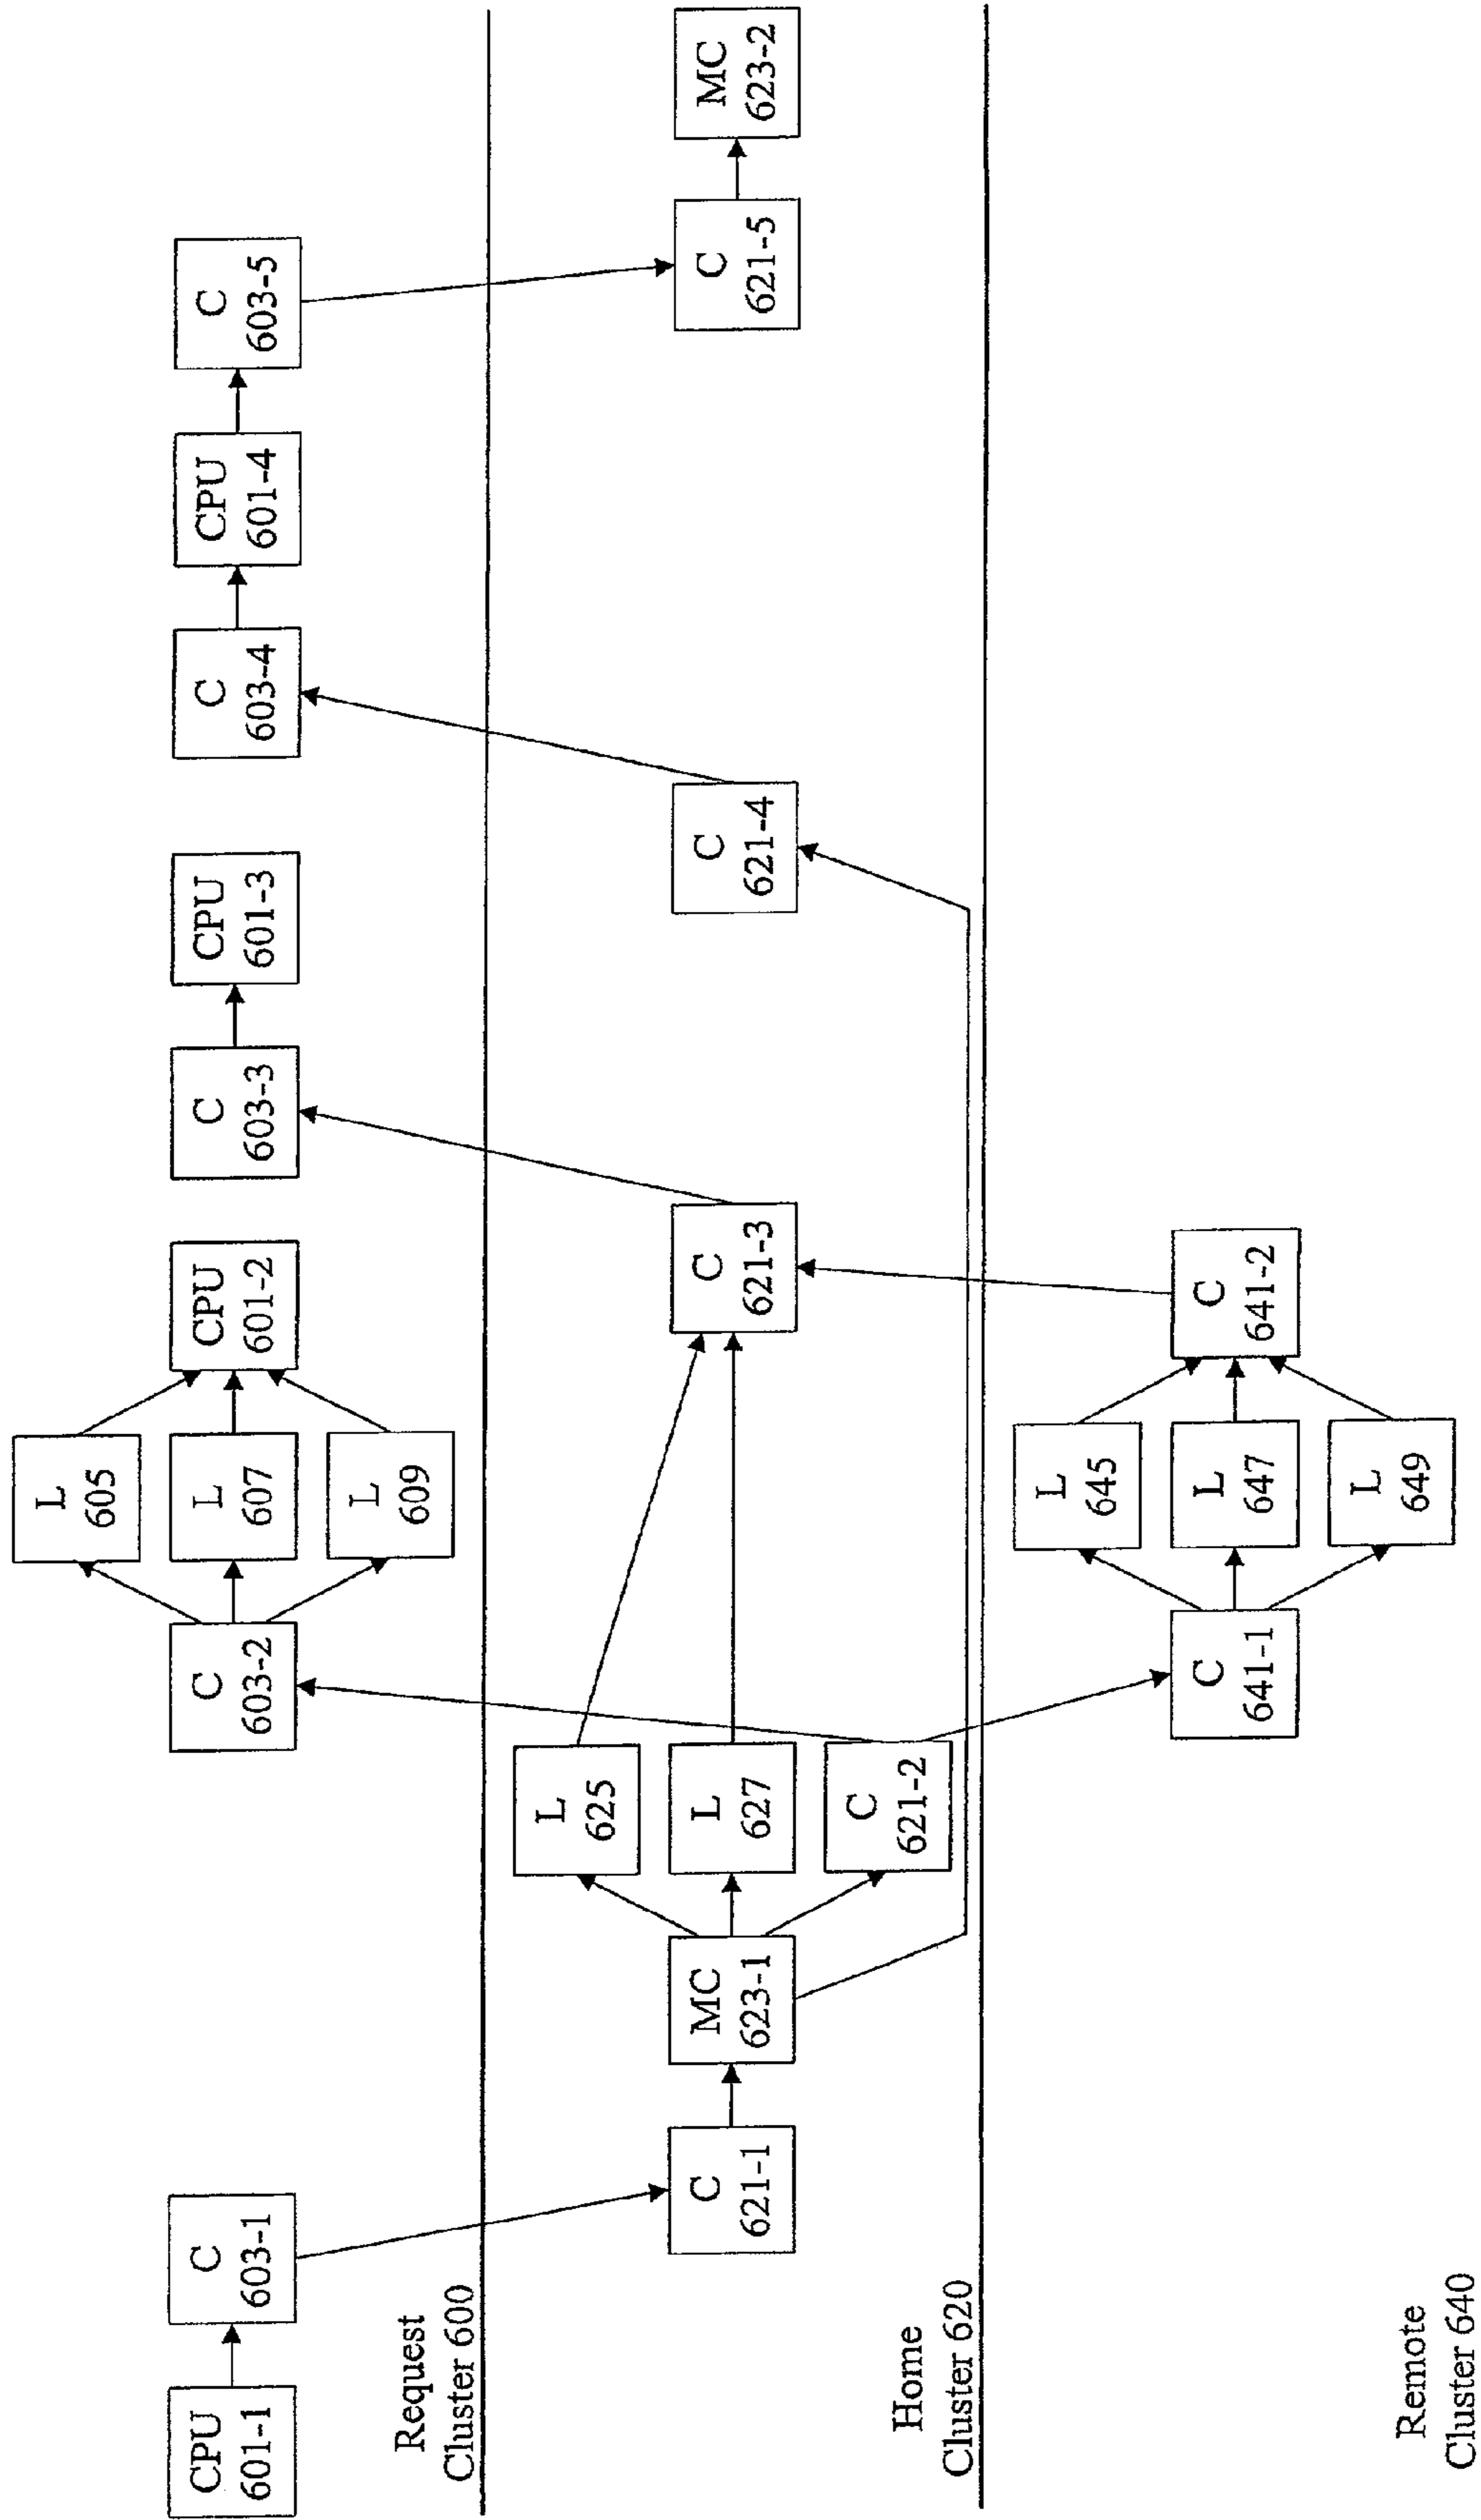 CPU
601-1
C
603-1
C
603-2
L
605
L
607
L
609
CPU
601-2
C
603-3
CPU
601-3
C
603-4
CPU
601-4
C
603-5
Request
Cluster 600
C
621-1
MC
623-1
L
625
L
627
C
621-2
C
621-3
C
621-4
C
621-5
MC
623-2
Home
Cluster 620
C
641-1
L
645
L
647
L
649
C
641-2
Remote
Cluster 640